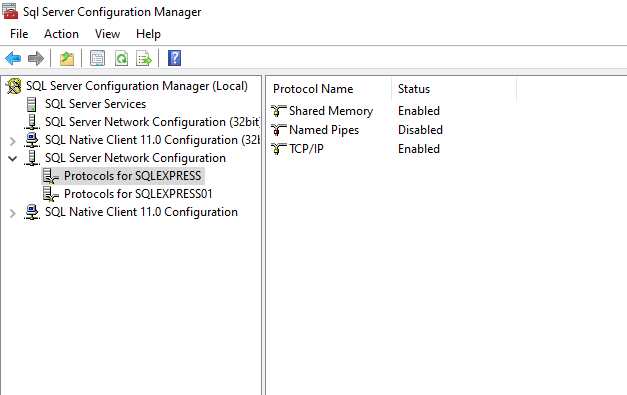 Sql Server Configuration Manager
File Action View Help
SQL Server Configuration Manager (Local)
SQL Server Services
SQL Server Network Configuration (32bit
SQL Native Client 11.0 Configuration (32l
SQL Server Network Configuration
Protocols for SQLEXPRESS
Protocols for SQLEXPRESS01
SQL Native Client 11.0 Configuration
Protocol Name Status
Shared Memory Enabled
Named Pipes Disabled
TCP/IP Enabled